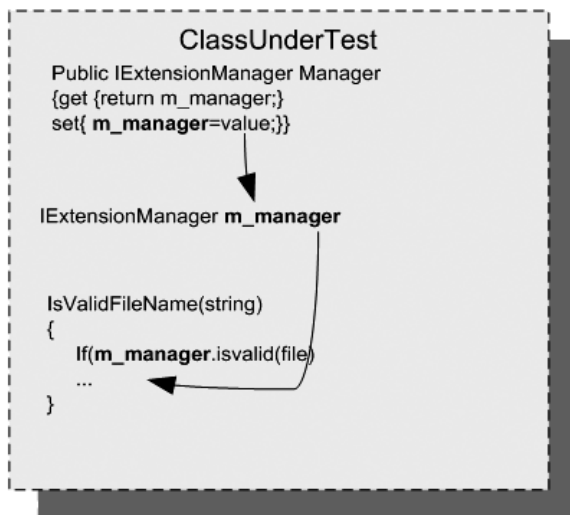 ClassUnderTest
Public IExtensionManager Manager
{get {return m_manager;}
set{ m_manager=value;}}
IExtensionManager m_manager
IsValidFileName(string)
{
If(m_manager.isvalid(file)
...
}